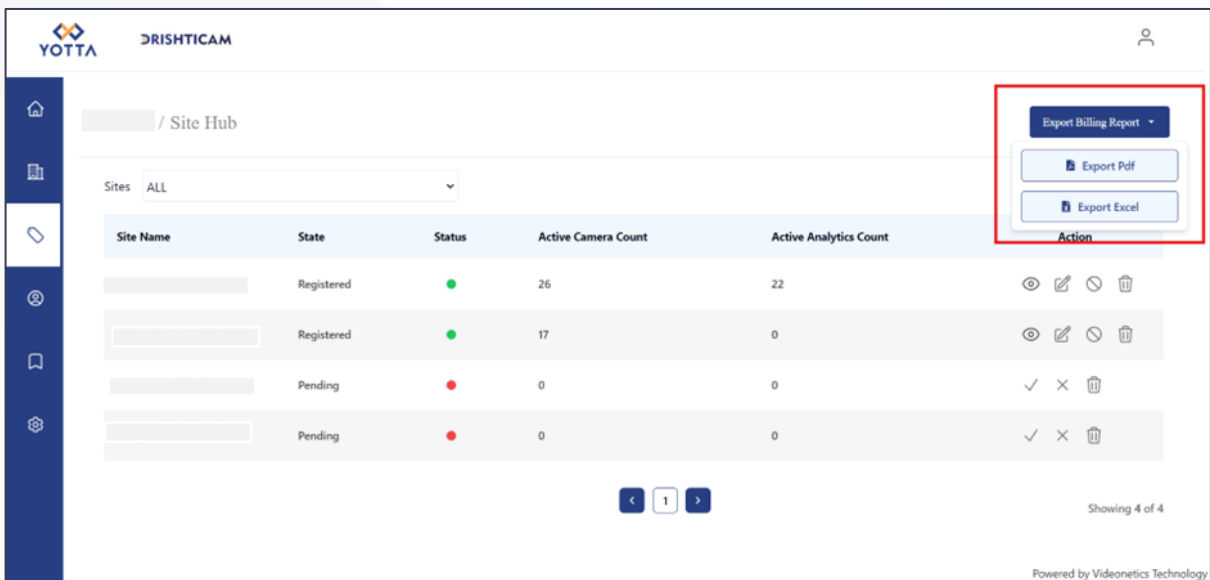 YOTTA
DRISHTICAM
/ Site Hub
Export Billing Report
Export Pdf
Export Excel
Sites ALL
Site Name State Status Active Camera Count Active Analytics Count Action
Registered 26 22
Registered 17 0
Pending 0 0
Pending 0 0
1
Showing 4 of 4
Powered by Videonetics Technology